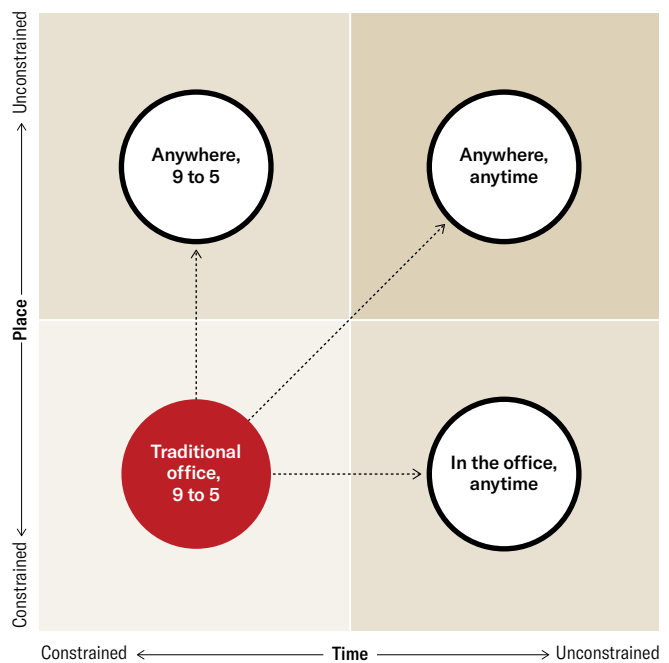 Unconstrained
Anywhere,
9 to 5
Anywhere,
anytime
Place
Traditional
office,
9 to 5
In the office,
anytime
Constrained
Constrained
Time
Unconstrained